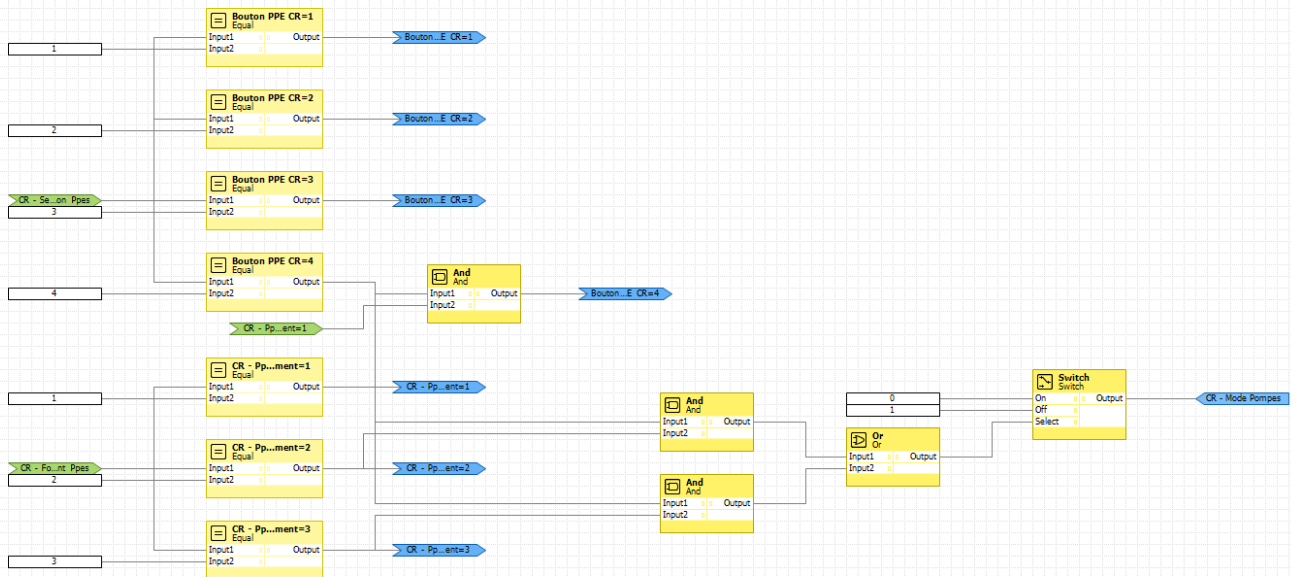 Bouton PPE CR=1
Equal
Input1 Output
Input2
1
Bouton...E CR=1
Bouton PPE CR=2
Equal
Input1 Output
Input2
2
Bouton...E CR=2
Bouton PPE CR=3
Equal
CR - Se...on Ppes
Input1 Output
Input2
3
Bouton...E CR=3
Bouton PPE CR=4
Equal
Input1 Output
Input2
4
And
And
Input1 Output
Input2
Bouton...E CR=4
CR - Pp...ent=1
CR - Pp...ment=1
Equal
Input1 Output
Input2
1
CR - Pp...ent=1
CR - Pp...ment=2
Equal
CR - Fo...nt Ppes
Input1 Output
Input2
2
CR - Pp...ent=2
CR - Pp...ment=3
Equal
Input1 Output
Input2
3
CR - Pp...ent=3
And
And
Input1 Output
Input2
And
And
Input1 Output
Input2
0
1
Or
Or
Input1 Output
Input2
Switch
Switch
On Output
Off
Select
CR - Mode Pompes